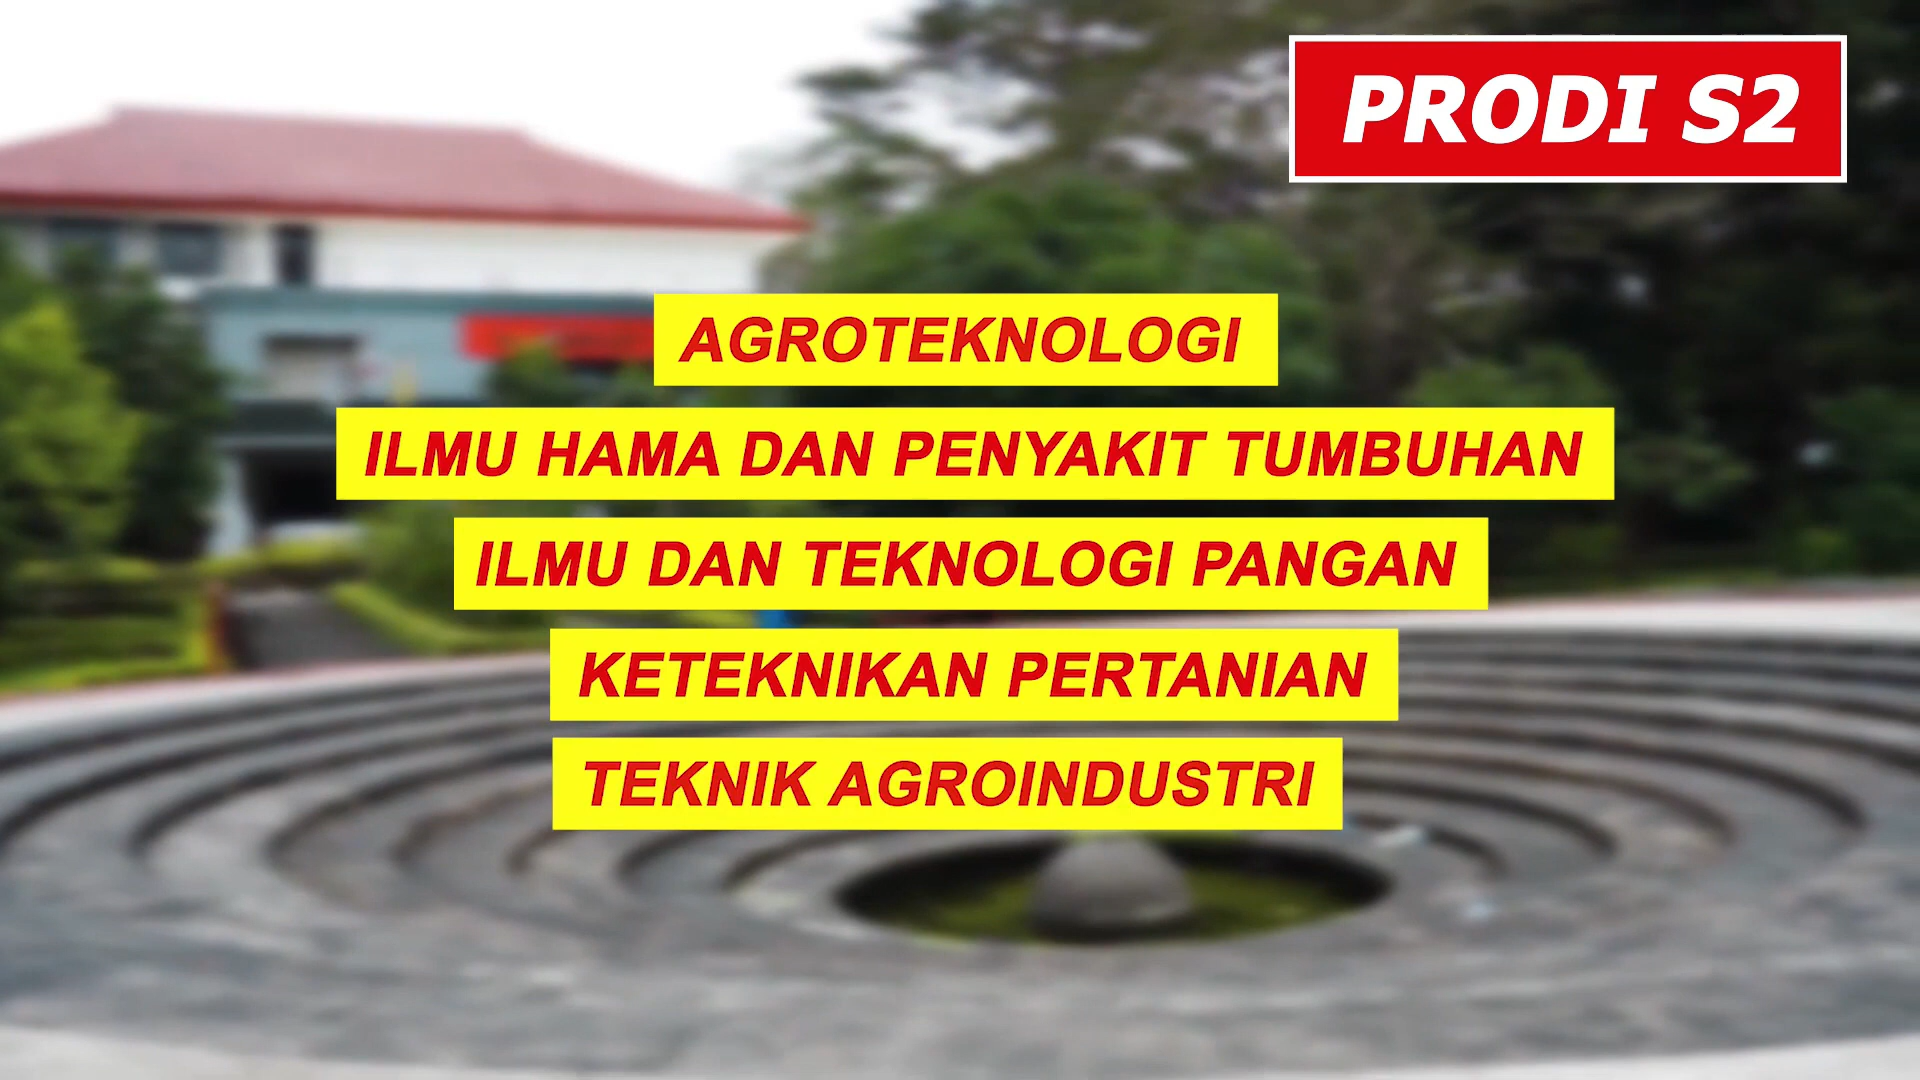 PRODI S2
AGROTEKNOLOGI
ILMU HAMA DAN PENYAKIT TUMBUHAN
ILMU DAN TEKNOLOGI PANGAN
KETEKNIKAN PERTANIAN
TEKNIK AGROINDUSTRI